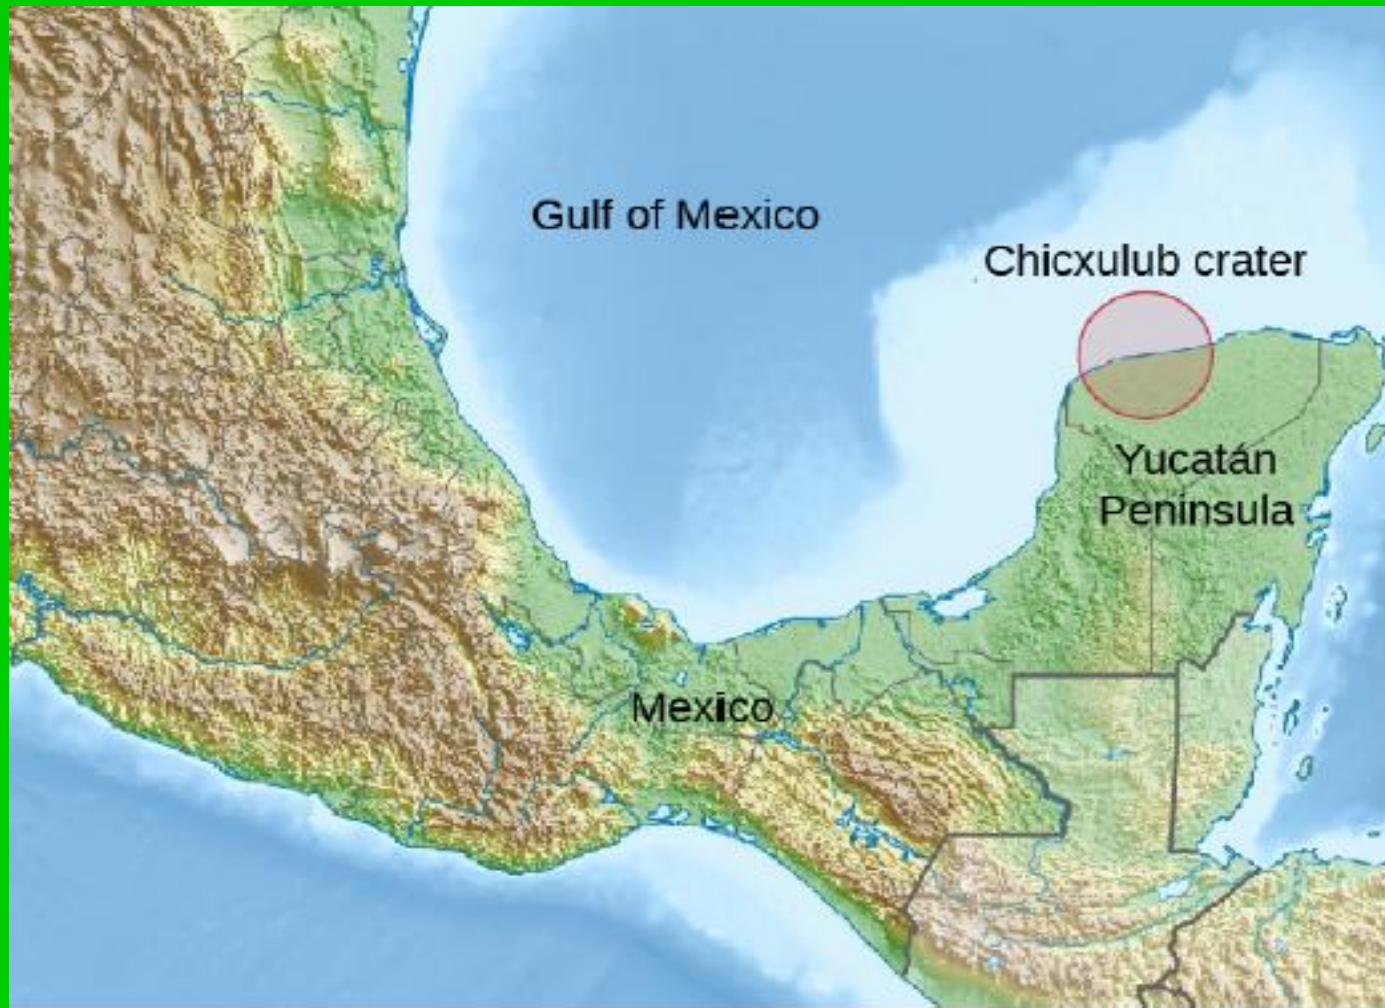 Gulf of Mexico
Chicxulub crater
Yucatán
Peninsula
Mexico